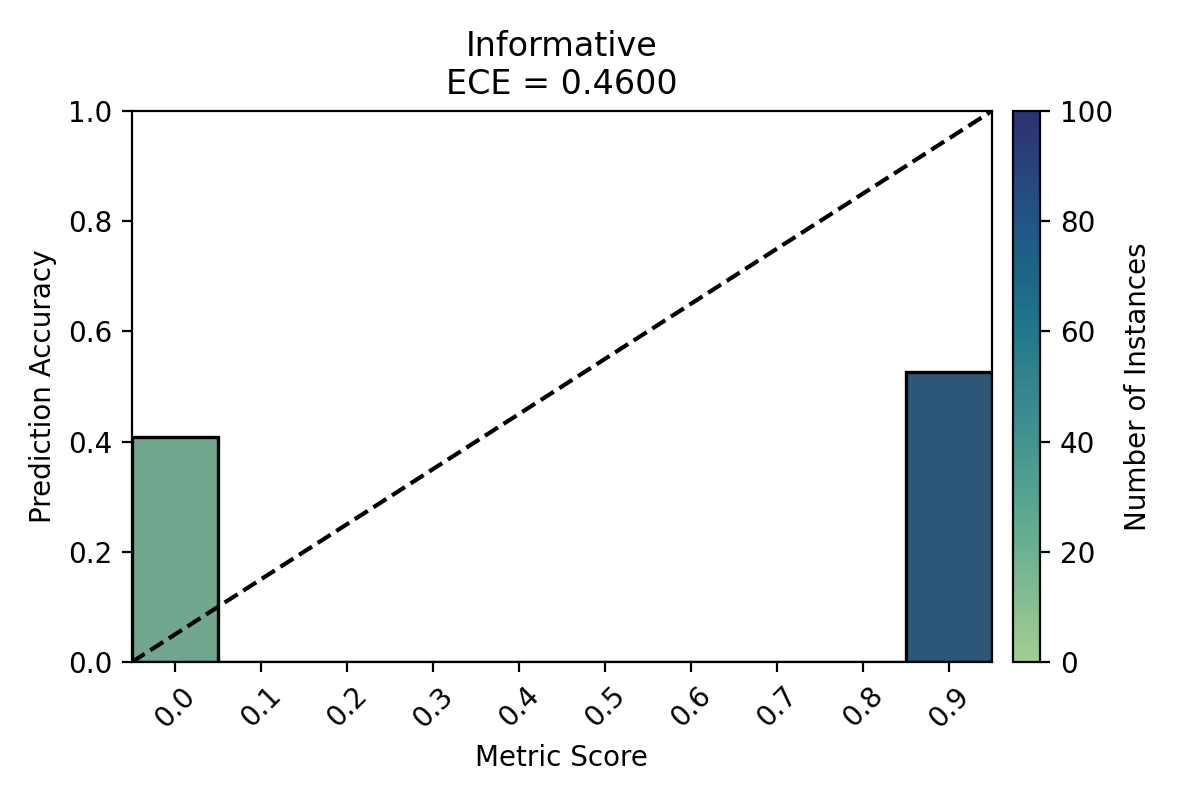 Informative
ECE = 0.4600
1.0
0.8
0.6
0.4
0.2
0.0
Prediction Accuracy
0.0 0.1 0.2 0.3 0.4 0.5 0.6 0.7 0.8 0.9
Metric Score
100
80
60
40
20
0
Number of Instances